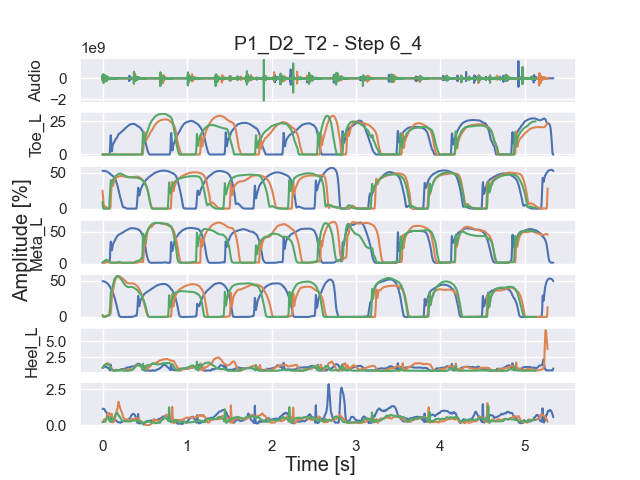 P1_D2_T2 - Step 6_4
1e9
Audio
0
−2
Toe_L
25
0
50
0
Meta_L
50
0
50
0
Heel_L
5.0
2.5
2.5
0.0
Amplitude [%]
0 1 2 3 4 5
Time [s]